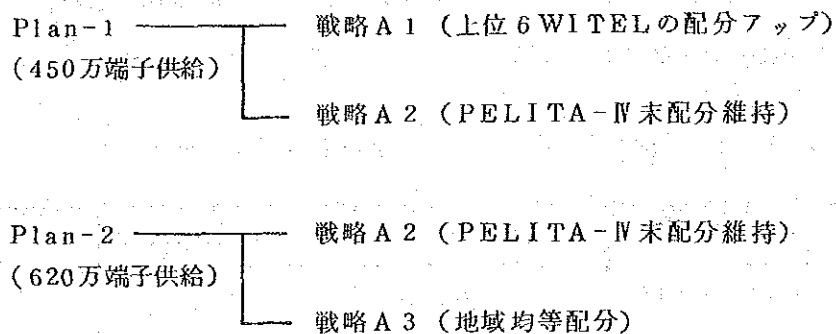 Plan-1 戦略A1（上位6WITELの配分アップ）
（450万端子供給）
戦略A2（PELITA-Ⅳ末配分維持）
Plan-2 戦略A2（PELITA-Ⅳ末配分維持）
（620万端子供給）
戦略A3（地域均等配分）